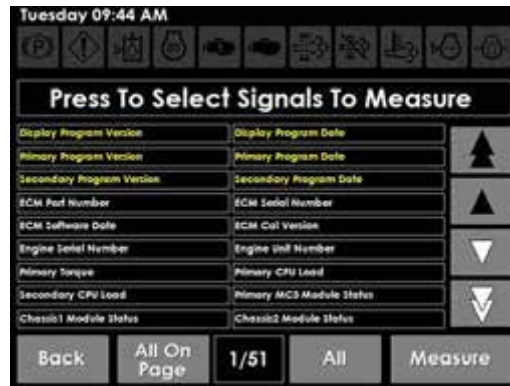 Tuesday 09:44 AM
Press To Select Signals To Measure
Display Program Version Display Program Date
Primary Program Version Primary Program Date
Secondary Program Version Secondary Program Date
ECM Part Number ECM Serial Number
ECM Software Date ECM Cal Version
Engine Serial Number Engine Unit Number
Primary Torque Primary CPU Load
Secondary CPU Load Primary MC3 Module Status
Chassis1 Module Status Chassis2 Module Status
Back All On Page 1/51 All Measure